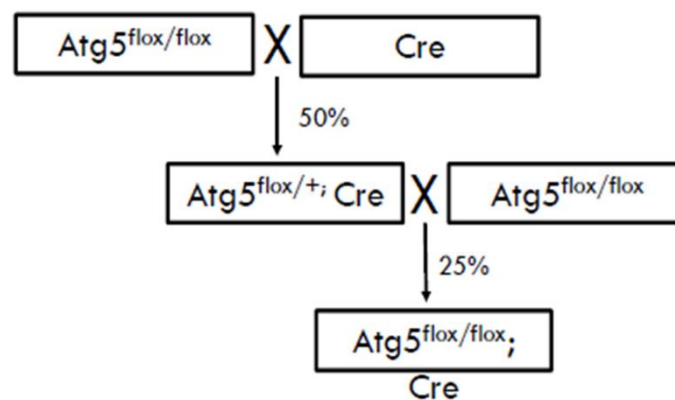 Atg5flox/flox X Cre
50%
Atg5flox/+; Cre X Atg5flox/flox
25%
Atg5flox/flox;
Cre